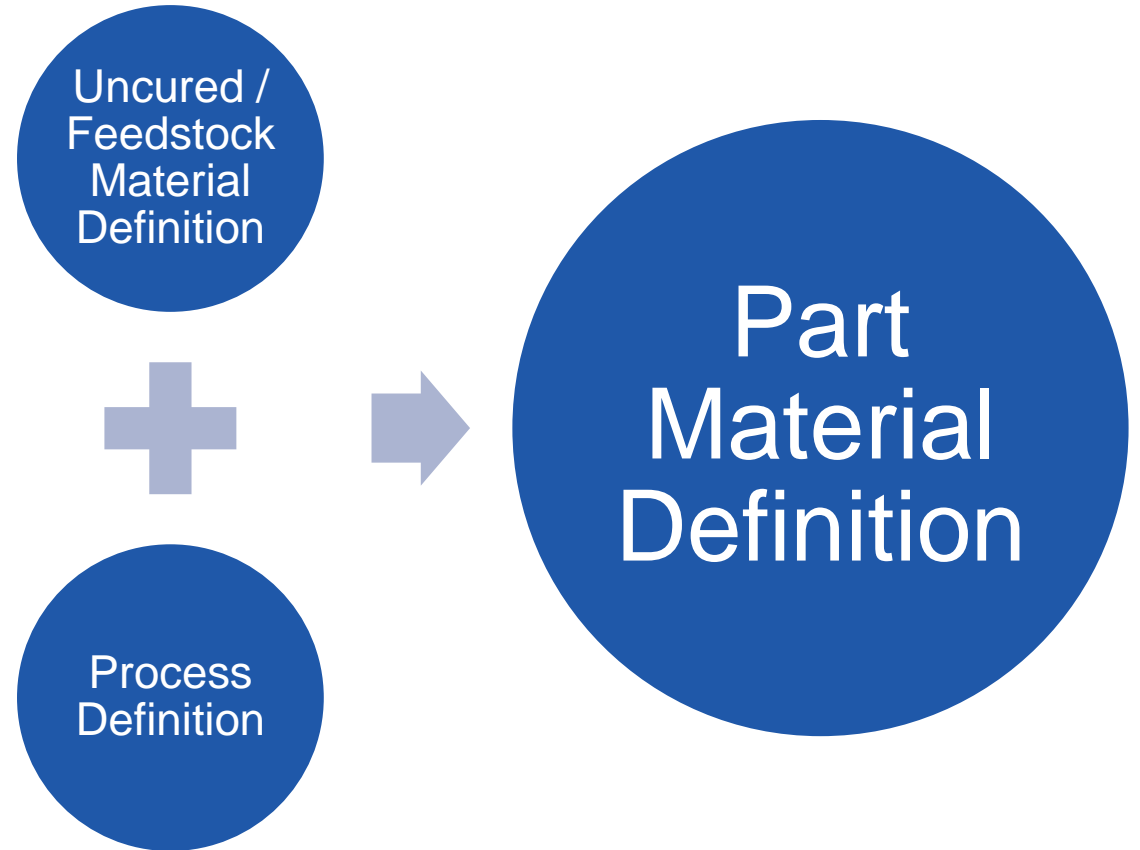 Uncured /
Feedstock
Material
Definition
Process
Definition
Part
Material
Definition